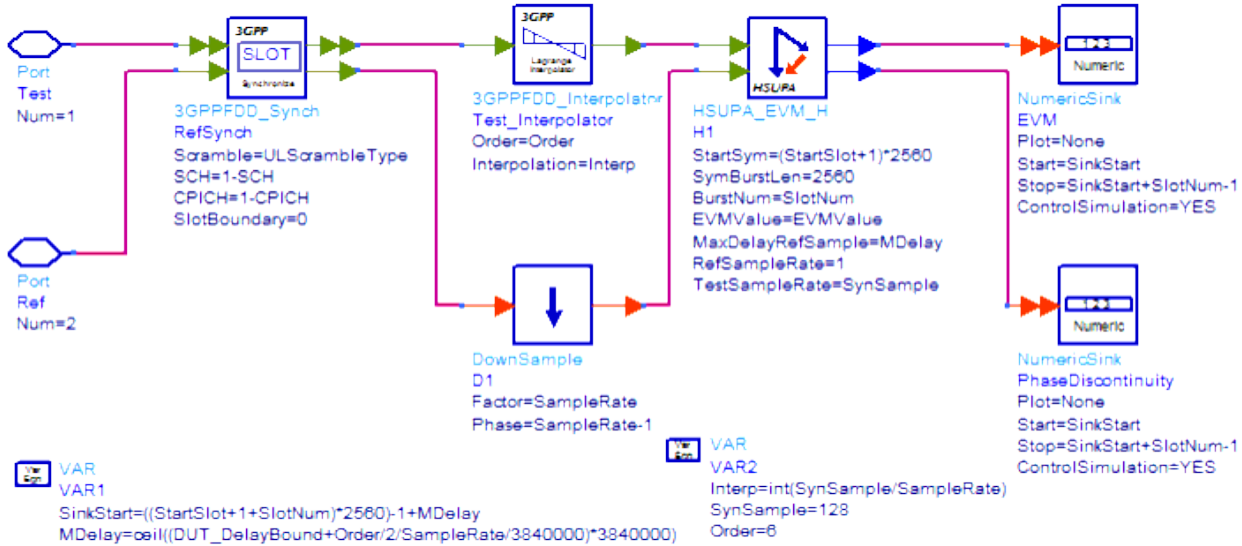 Port
Test
Num=1
Port
Ref
Num=2
3GPP
SLOT
Synchronize
3GPPFDD_Synch
RefSynch
Scramble=ULScrambleType
SCH=1-SCH
CPICH=1-CPICH
SlotBoundary=0
3GPP
Lagrange
Interpolator
3GPPFDD_Interpolator
Test_Interpolator
Order=Order
Interpolation=Interp
DownSample
D1
Factor=SampleRate
Phase=SampleRate-1
HSUPA
HSUPA_EVM_H
H1
StartSym=(StartSlot+1)*2560
SymBurstLen=2560
BurstNum=SlotNum
EVMValue=EVMValue
MaxDelayRefSample=MDelay
RefSampleRate=1
TestSampleRate=SynSample
1 2 3
Numeric
NumericSink
EVM
Plot=None
Start=SinkStart
Stop=SinkStart+SlotNum-1
ControlSimulation=YES
1 2 3
Numeric
NumericSink
PhaseDiscontinuity
Plot=None
Start=SinkStart
Stop=SinkStart+SlotNum-1
ControlSimulation=YES
Var
Eqn
VAR
VAR1
SinkStart=((StartSlot+1+SlotNum)*2560)-1+MDelay
MDelay=ceil((DUT_DelayBound+Order/2/SampleRate/3840000)*3840000)
Var
Eqn
VAR
VAR2
Interp=int(SynSample/SampleRate)
SynSample=128
Order=6